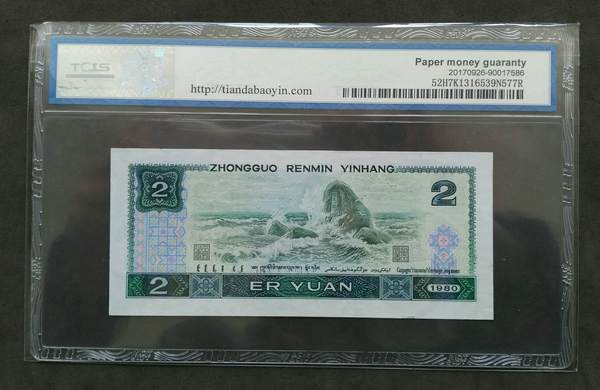 TCIS
Paper money guaranty
20170926-90017586
http://tiandabaoyin.com
52H7K1316539N577R
ZHONGGUO RENMIN YINHANG
2
2
2
ER YUAN
1980